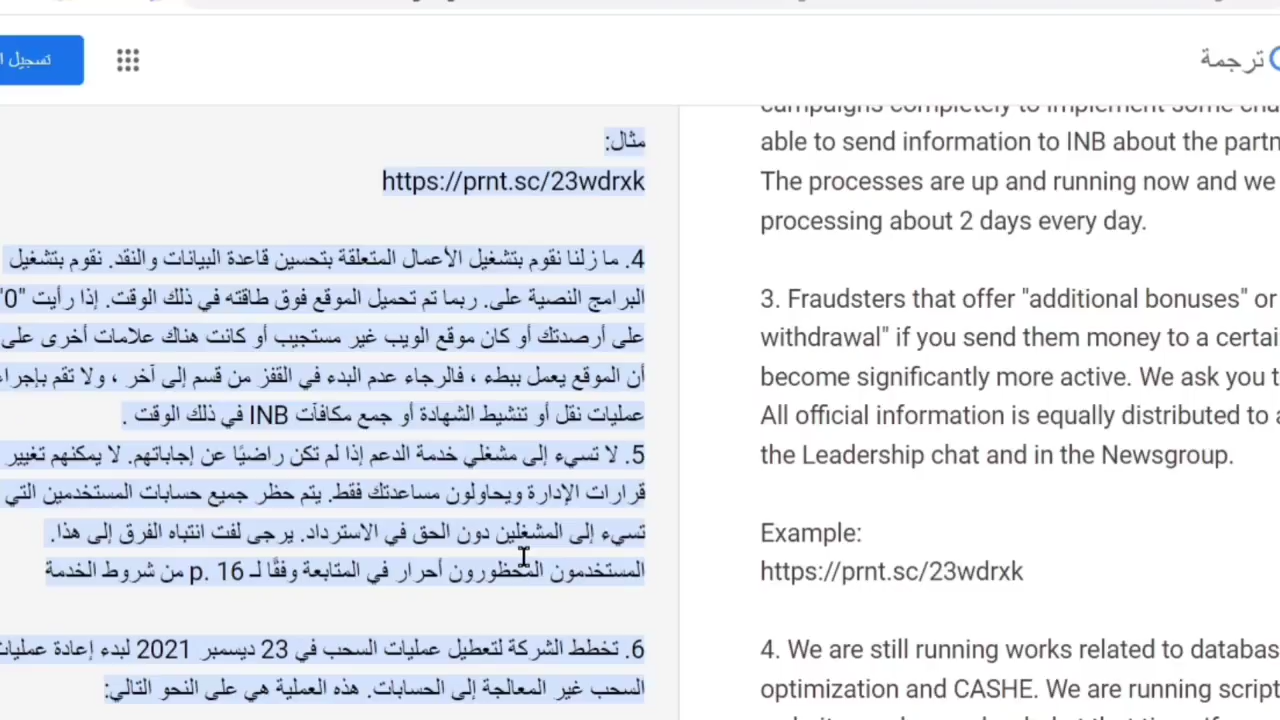 تسجيل
ترجمة
مثال:
https://prnt.sc/23wdrxk
4. ما زلنا نقوم بتشغيل الأعمال المتعلقة بتحسين قاعدة البيانات والنقد. نقوم بتشغيل
البرامج النصية على. ربما تم تحميل الموقع فوق طاقته في ذلك الوقت. إذا رأيت "0"
على أرصدتك أو كان موقع الويب غير مستجيب أو كانت هناك علامات أخرى على
أن الموقع يعمل ببطء ، فالرجاء عدم البدء في القفز من قسم إلى آخر ، ولا تقم بإجراء
عمليات نقل أو تنشيط الشهادة أو جمع مكافآت INB في ذلك الوقت .
5. لا تسيء إلى مشغلي خدمة الدعم إذا لم تكن راضيًا عن إجاباتهم. لا يمكنهم تغيير
قرارات الإدارة ويحاولون مساعدتك فقط. يتم حظر جميع حسابات المستخدمين التي
تسيء إلى المشغلين دون الحق في الاسترداد. يرجى لفت انتباه الفرق إلى هذا.
المستخدمون المحظورون أحرار في المتابعة وفقًا لـ p. 16 من شروط الخدمة
6. تخطط الشركة لتعطيل عمليات السحب في 23 ديسمبر 2021 لبدء إعادة عمليات
السحب غير المعالجة إلى الحسابات. هذه العملية هي على النحو التالي:
campaigns completely to implement some
able to send information to INB about the
The processes are up and running now and we
processing about 2 days every day.
3. Fraudsters that offer "additional bonuses" or
withdrawal" if you send them money to a
become significantly more active. We ask you
All official information is equally distributed to
the Leadership chat and in the Newsgroup.
Example:
https://prnt.sc/23wdrxk
4. We are still running works related to
optimization and CASHE. We are running